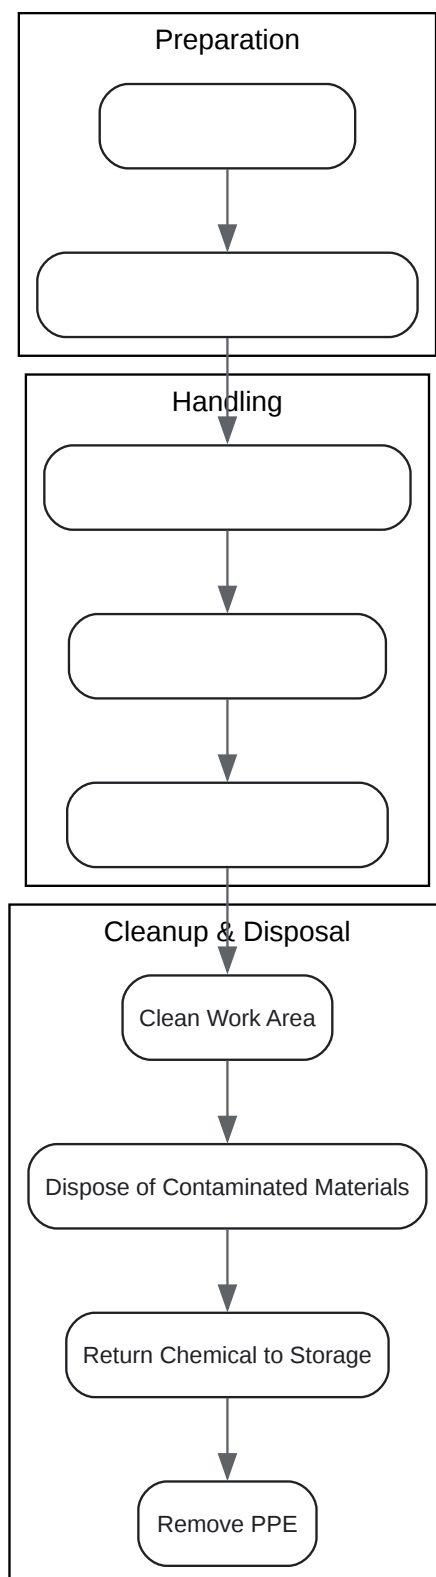 Preparation
Handling
Cleanup & Disposal
Clean Work Area
Dispose of Contaminated Materials
Return Chemical to Storage
Remove PPE